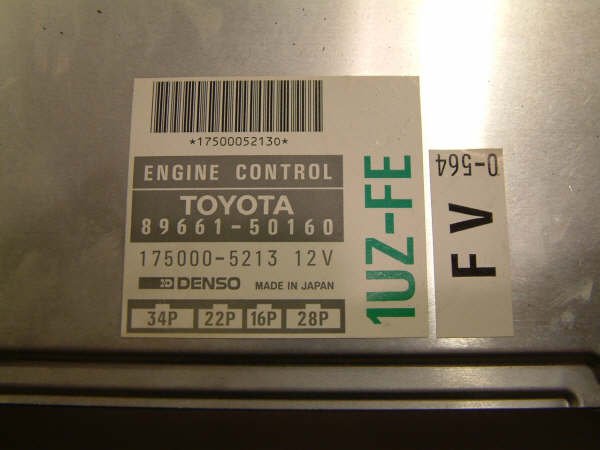 *17500052130*
ENGINE CONTROL
TOYOTA
89661-50160
175000-5213 12V
DENSO MADE IN JAPAN
34P 22P 16P 28P
1UZ-FE
0-564
FV